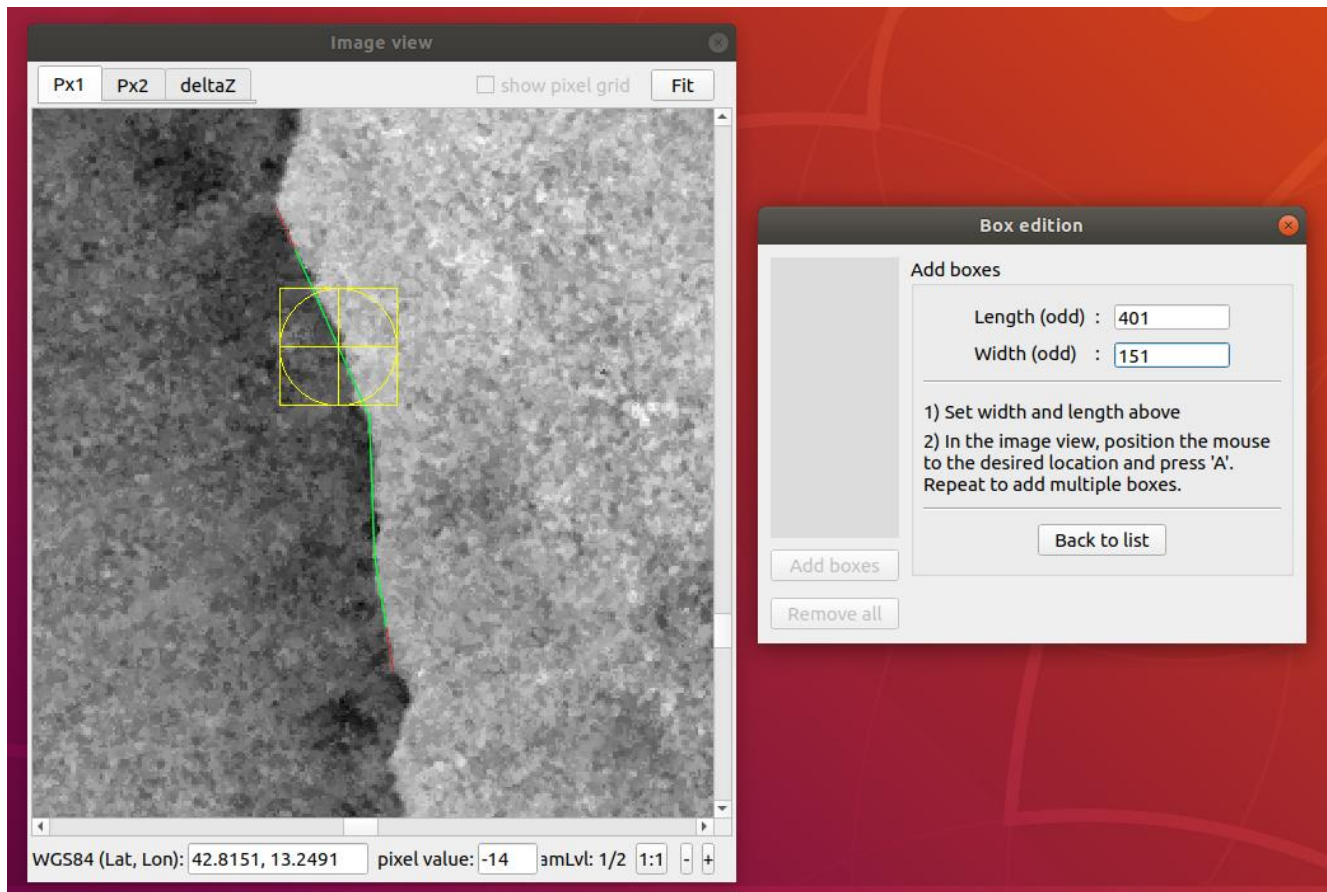 Image view
Px1 Px2 deltaZ show pixel grid Fit
WGS84 (Lat, Lon): 42.8151, 13.2491 pixel value: -14 amLvl: 1/2 1:1 - +
Box edition
Add boxes
Length (odd) : 401
Width (odd) : 151
1) Set width and length above
2) In the image view, position the mouse
to the desired location and press 'A'.
Repeat to add multiple boxes.
Back to list
Add boxes
Remove all